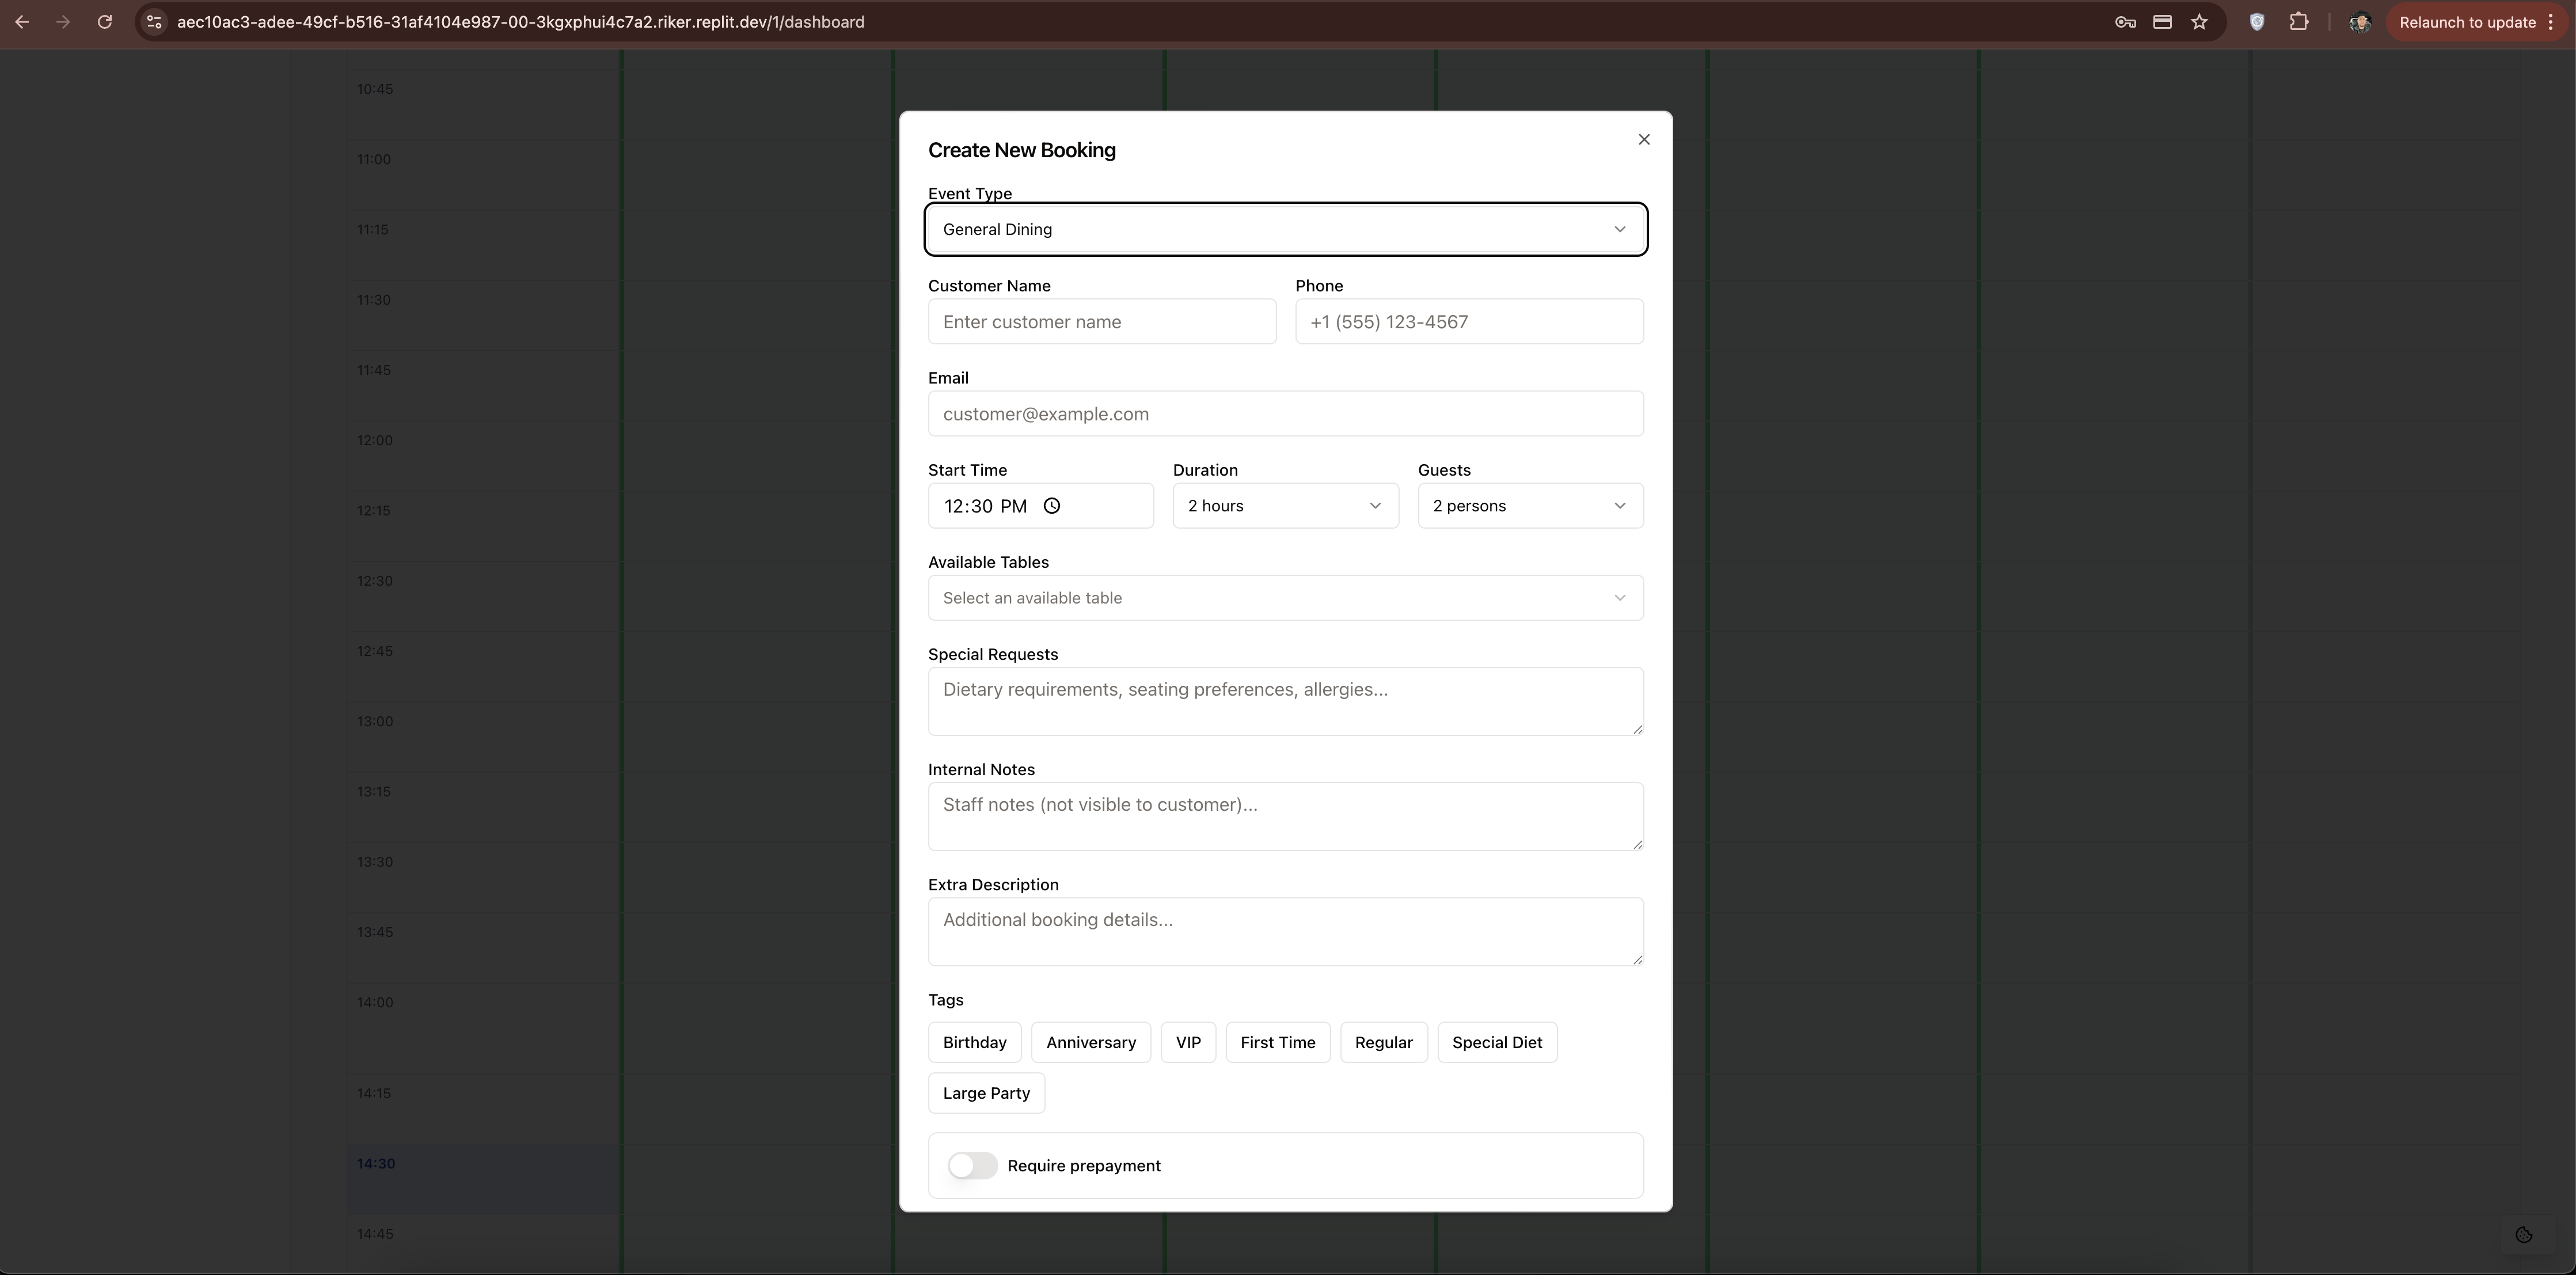 aec10ac3-adee-49cf-b516-31af4104e987-00-3kgxphui4c7a2.riker.replit.dev/1/dashboard
Relaunch to update
10:45
11:00
11:15
11:30
11:45
12:00
12:15
12:30
12:45
13:00
13:15
13:30
13:45
14:00
14:15
14:30
14:45
Create New Booking
Event Type
General Dining
Customer Name Phone
Enter customer name +1 (555) 123-4567
Email
customer@example.com
Start Time Duration Guests
12:30 PM 2 hours 2 persons
Available Tables
Select an available table
Special Requests
Dietary requirements, seating preferences, allergies...
Internal Notes
Staff notes (not visible to customer)...
Extra Description
Additional booking details...
Tags
Birthday Anniversary VIP First Time Regular Special Diet
Large Party
Require prepayment